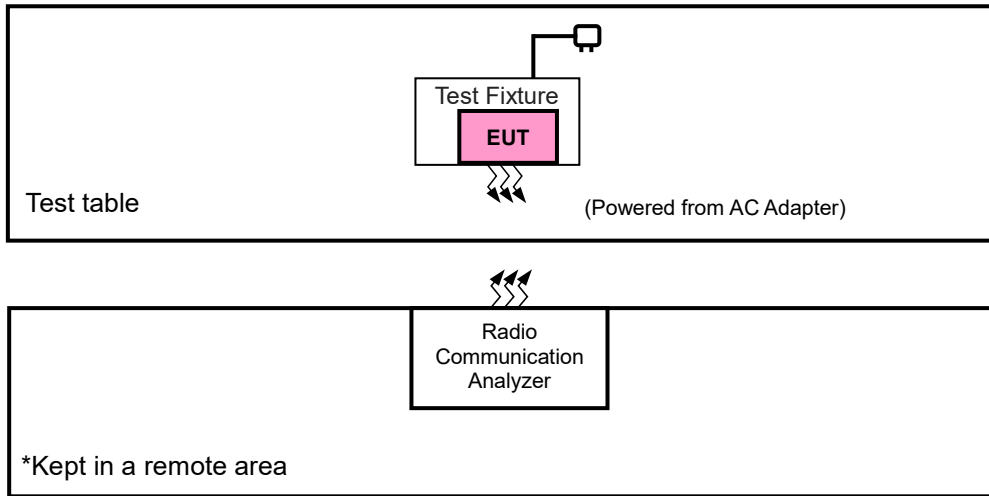 Test Fixture
EUT
Test table
(Powered from AC Adapter)
Radio
Communication
Analyzer
*Kept in a remote area